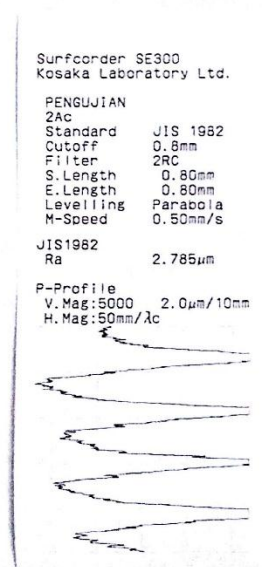 Surfcorder SE300
Kosaka Laboratory Ltd.
PENGUJIAN
2Ac
Standard JIS 1982
Cutoff 0.8mm
Filter 2RC
S.Length 0.80mm
E.Length 0.80mm
Levelling Parabola
M-Speed 0.50mm/s
JIS1982
Ra 2.785μm
P-Profile
V.Mag:5000 2.0μm/10mm
H.Mag:50mm/λc